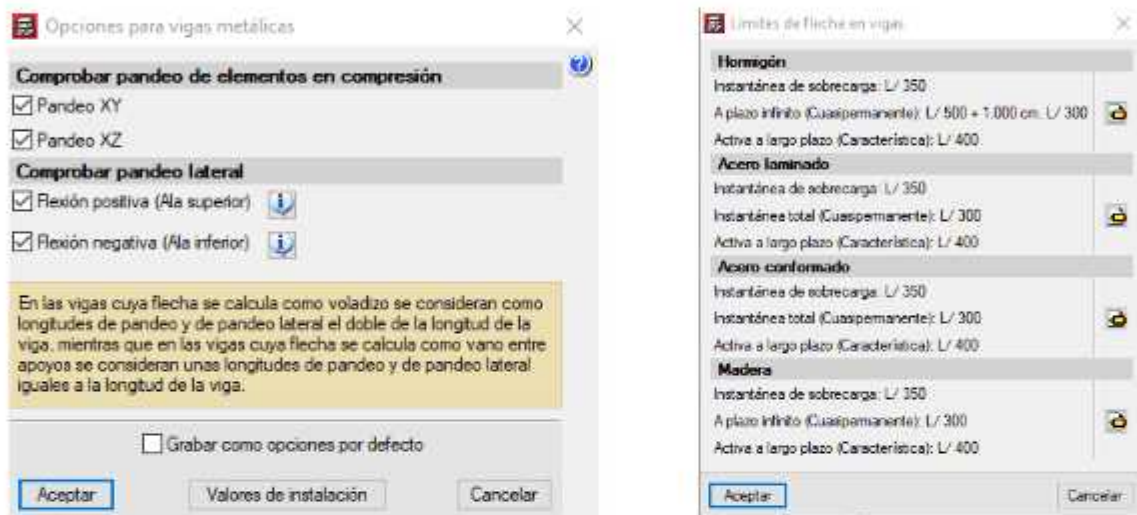 Opciones para vigas metálicas
Comprobar pandeo de elementos en compresión
Pandeo XY
Pandeo XZ
Comprobar pandeo lateral
Flexión positiva (Ala superior)
Flexión negativa (Ala inferior)
En las vigas cuya flecha se calcula como voladizo se consideran como
longitudes de pandeo y de pandeo lateral el doble de la longitud de la
viga, mientras que en las vigas cuya flecha se calcula como vano entre
apoyos se consideran unas longitudes de pandeo y de pandeo lateral
iguales a la longitud de la viga.
Grabar como opciones por defecto
Aceptar
Valores de instalación
Cancelar
Límites de flecha en vigas
Hormigón
Instantánea de sobrecarga: L/ 350
A plazo infinito (Cuasipermanente): L/ 500 + 1.000 cm, L/ 300
Activa a largo plazo (Característica): L/ 400
Acero laminado
Instantánea de sobrecarga: L/ 350
Instantánea total (Cuasipermanente): L/ 300
Activa a largo plazo (Característica): L/ 400
Acero conformado
Instantánea de sobrecarga: L/ 350
Instantánea total (Cuasipermanente): L/ 300
Activa a largo plazo (Característica): L/ 400
Madera
Instantánea de sobrecarga: L/ 350
A plazo infinito (Cuasipermanente): L/ 300
Activa a largo plazo (Característica): L/ 400
Aceptar
Cancelar